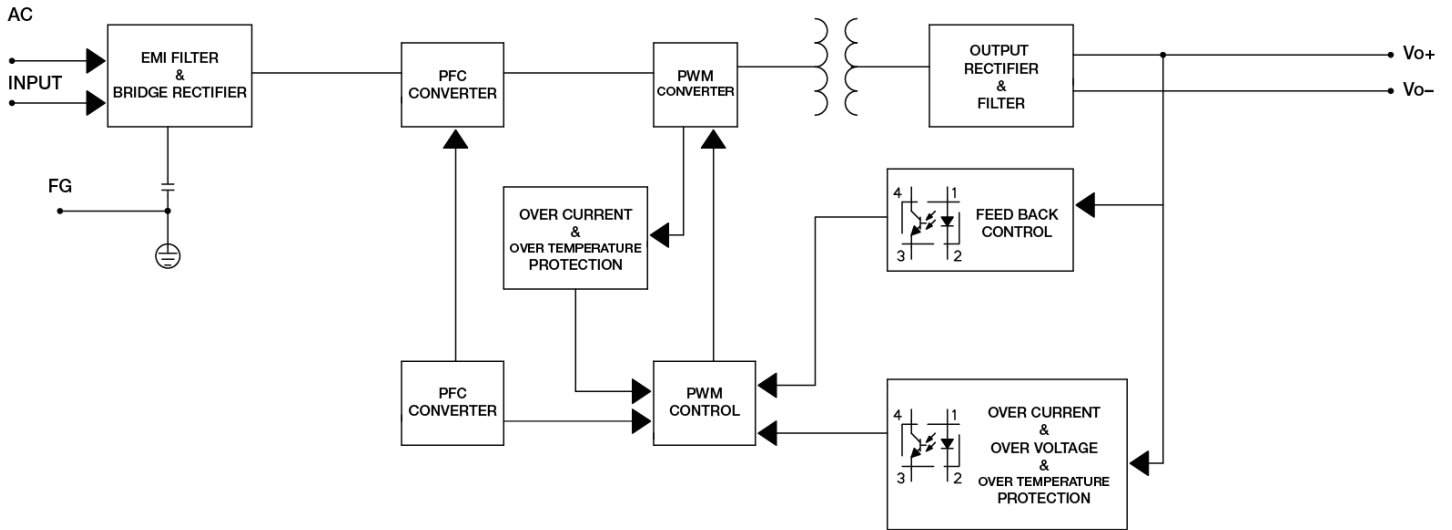 AC
INPUT
EMI FILTER
&
BRIDGE RECTIFIER
FG
PFC
CONVERTER
PWM
CONVERTER
OUTPUT
RECTIFIER
&
FILTER
Vo+
Vo–
OVER CURRENT
&
OVER TEMPERATURE
PROTECTION
4 1
3 2
FEED BACK
CONTROL
PFC
CONVERTER
PWM
CONTROL
4 1
3 2
OVER CURRENT
&
OVER VOLTAGE
&
OVER TEMPERATURE
PROTECTION